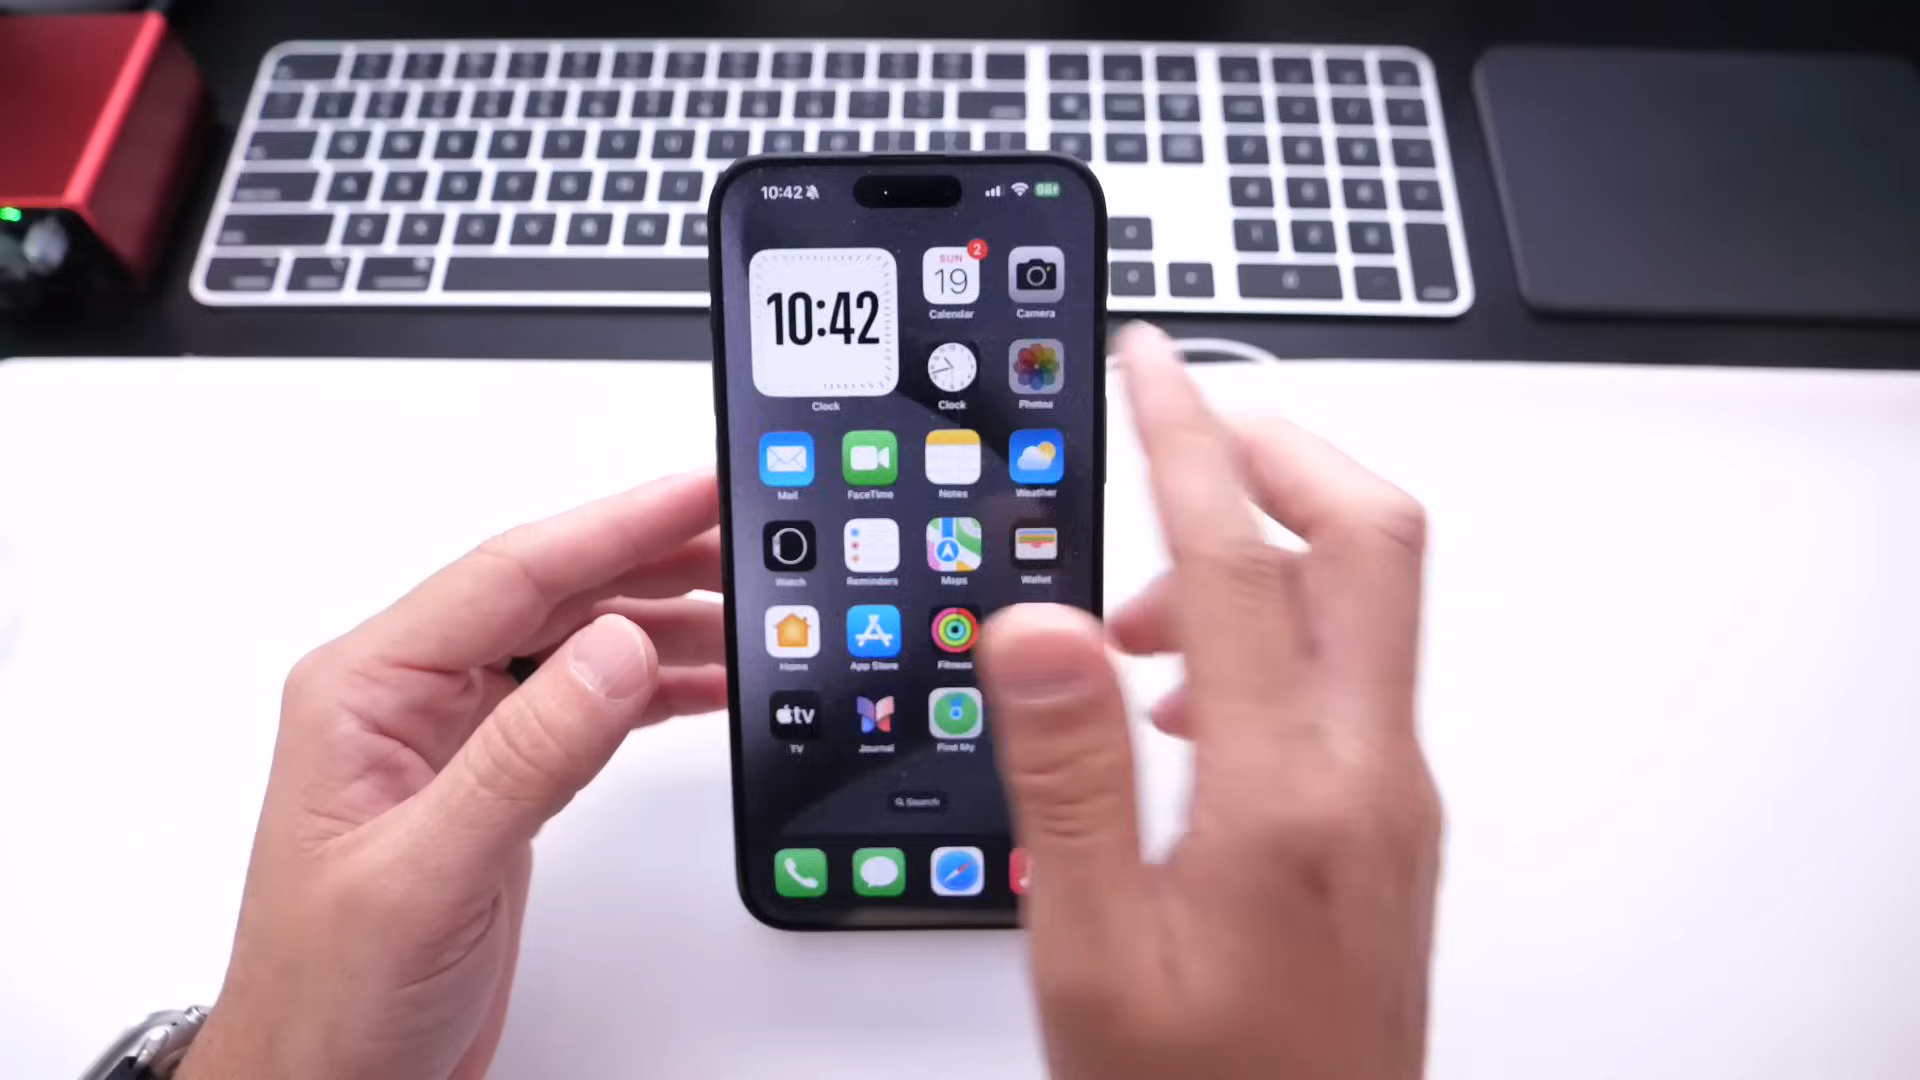 10:42
2
SUN
19
10:42
Calendar
Camera
Clock
Clock
Photos
Mail
FaceTime
Notes
Weather
Watch
Reminders
Maps
Wallet
Home
App Store
Fitness
tv
TV
Journal
Find My
Search